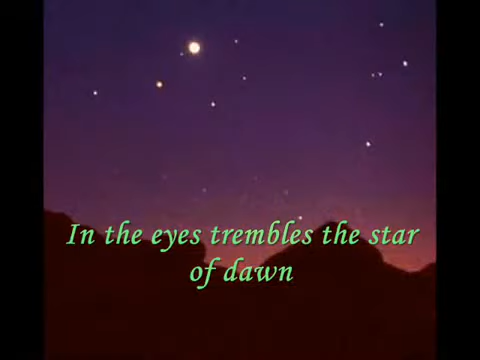 In the eyes trembles the star
of dawn